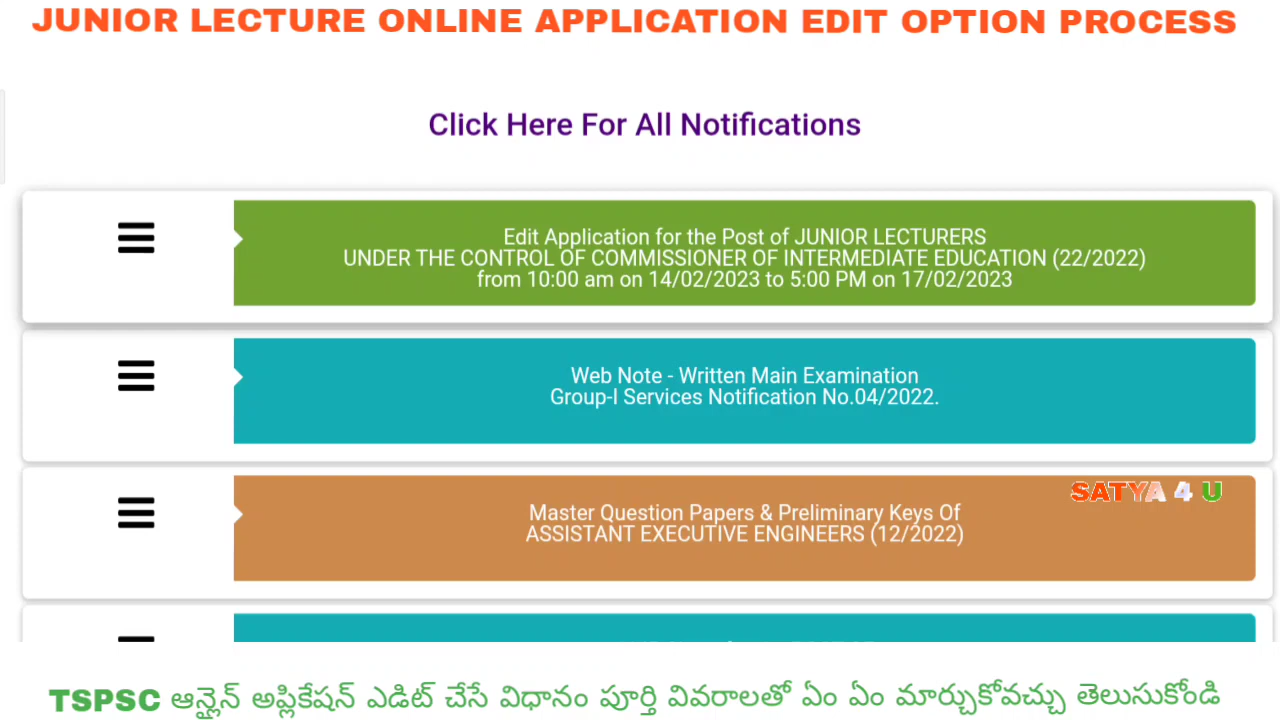 JUNIOR LECTURE ONLINE APPLICATION EDIT OPTION PROCESS
Click Here For All Notifications
Edit Application for the Post of JUNIOR LECTURERS
UNDER THE CONTROL OF COMMISSIONER OF INTERMEDIATE EDUCATION (22/2022)
from 10:00 am on 14/02/2023 to 5:00 PM on 17/02/2023
Web Note - Written Main Examination
Group-I Services Notification No.04/2022.
SATYA 4 U
Master Question Papers & Preliminary Keys Of
ASSISTANT EXECUTIVE ENGINEERS (12/2022)
TSPSC ఆన్లైన్ అప్లికేషన్ ఎడిట్ చేసే విధానం పూర్తి వివరాలతో ఏం ఏం మార్చుకోవచ్చు తెలుసుకోండి